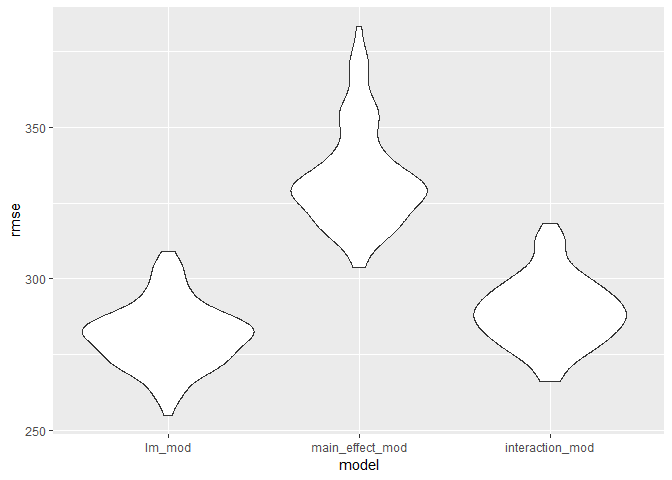 350
300
250
rmse
lm_mod main_effect_mod interaction_mod
model